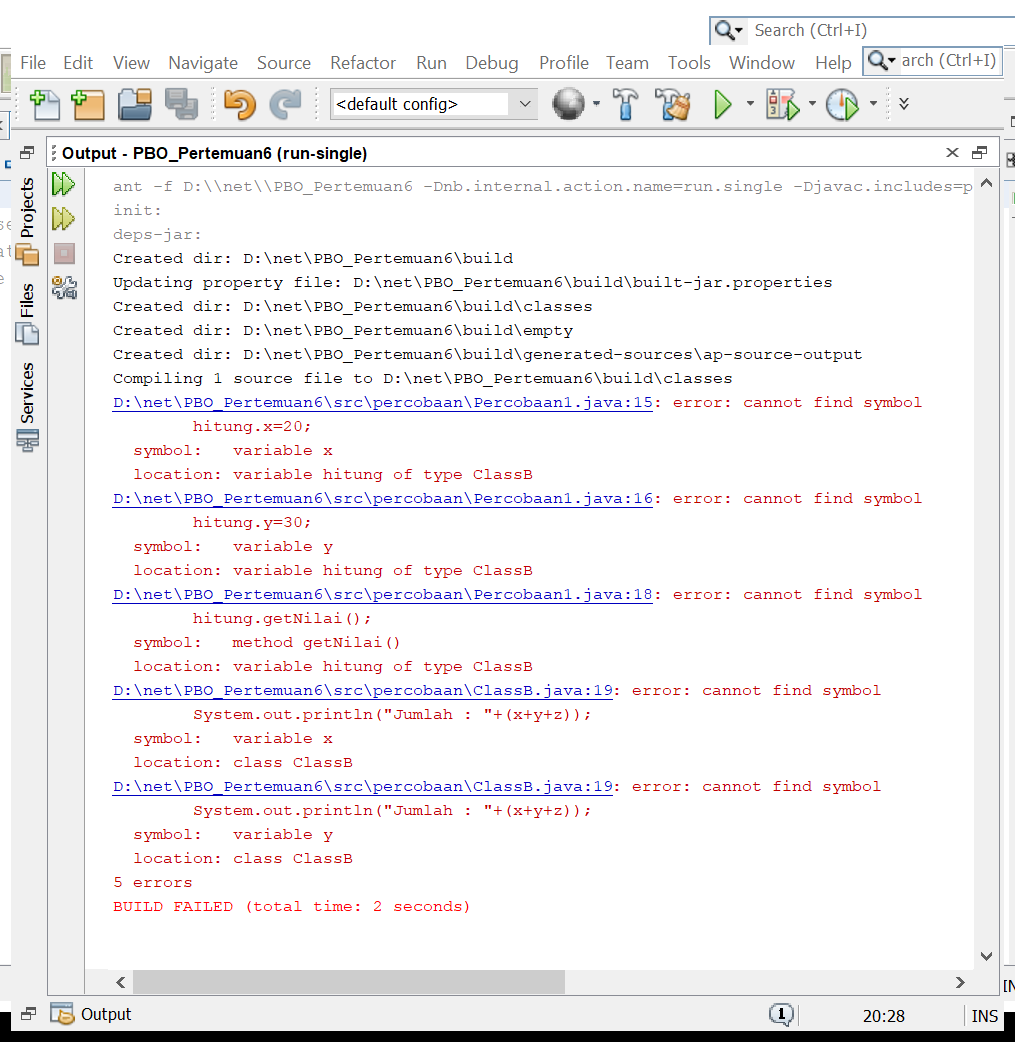 Search (Ctrl+I)
File Edit View Navigate Source Refactor Run Debug Profile Team Tools Window Help arch (Ctrl+I)
<default config>
Output - PBO_Pertemuan6 (run-single)
Projects
Files
Services
ant -f D:\\net\\PBO_Pertemuan6 -Dnb.internal.action.name=run.single -Djavac.includes=p
init:
deps-jar:
Created dir: D:\net\PBO_Pertemuan6\build
Updating property file: D:\net\PBO_Pertemuan6\build\built-jar.properties
Created dir: D:\net\PBO_Pertemuan6\build\classes
Created dir: D:\net\PBO_Pertemuan6\build\empty
Created dir: D:\net\PBO_Pertemuan6\build\generated-sources\ap-source-output
Compiling 1 source file to D:\net\PBO_Pertemuan6\build\classes
D:\net\PBO_Pertemuan6\src\percobaan\Percobaan1.java:15: error: cannot find symbol
hitung.x=20;
symbol:   variable x
location: variable hitung of type ClassB
D:\net\PBO_Pertemuan6\src\percobaan\Percobaan1.java:16: error: cannot find symbol
hitung.y=30;
symbol:   variable y
location: variable hitung of type ClassB
D:\net\PBO_Pertemuan6\src\percobaan\Percobaan1.java:18: error: cannot find symbol
hitung.getNilai();
symbol:   method getNilai()
location: variable hitung of type ClassB
D:\net\PBO_Pertemuan6\src\percobaan\ClassB.java:19: error: cannot find symbol
System.out.println("Jumlah : "+(x+y+z));
symbol:   variable x
location: class ClassB
D:\net\PBO_Pertemuan6\src\percobaan\ClassB.java:19: error: cannot find symbol
System.out.println("Jumlah : "+(x+y+z));
symbol:   variable y
location: class ClassB
5 errors
BUILD FAILED (total time: 2 seconds)
Output
1
20:28
INS